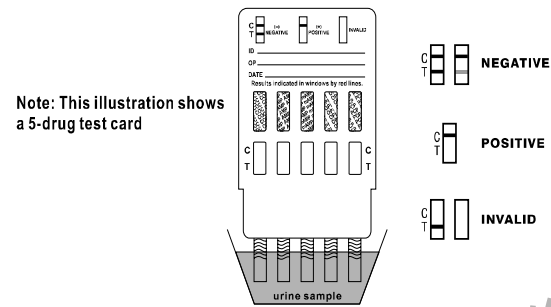 Note: This illustration shows
a 5-drug test card
C
T
(-)
NEGATIVE
(+)
POSITIVE
INVALID
ID
OP
DATE
Results indicated in windows by red lines.
C
T
C
T
urine sample
C
T
NEGATIVE
C
T
POSITIVE
C
T
INVALID